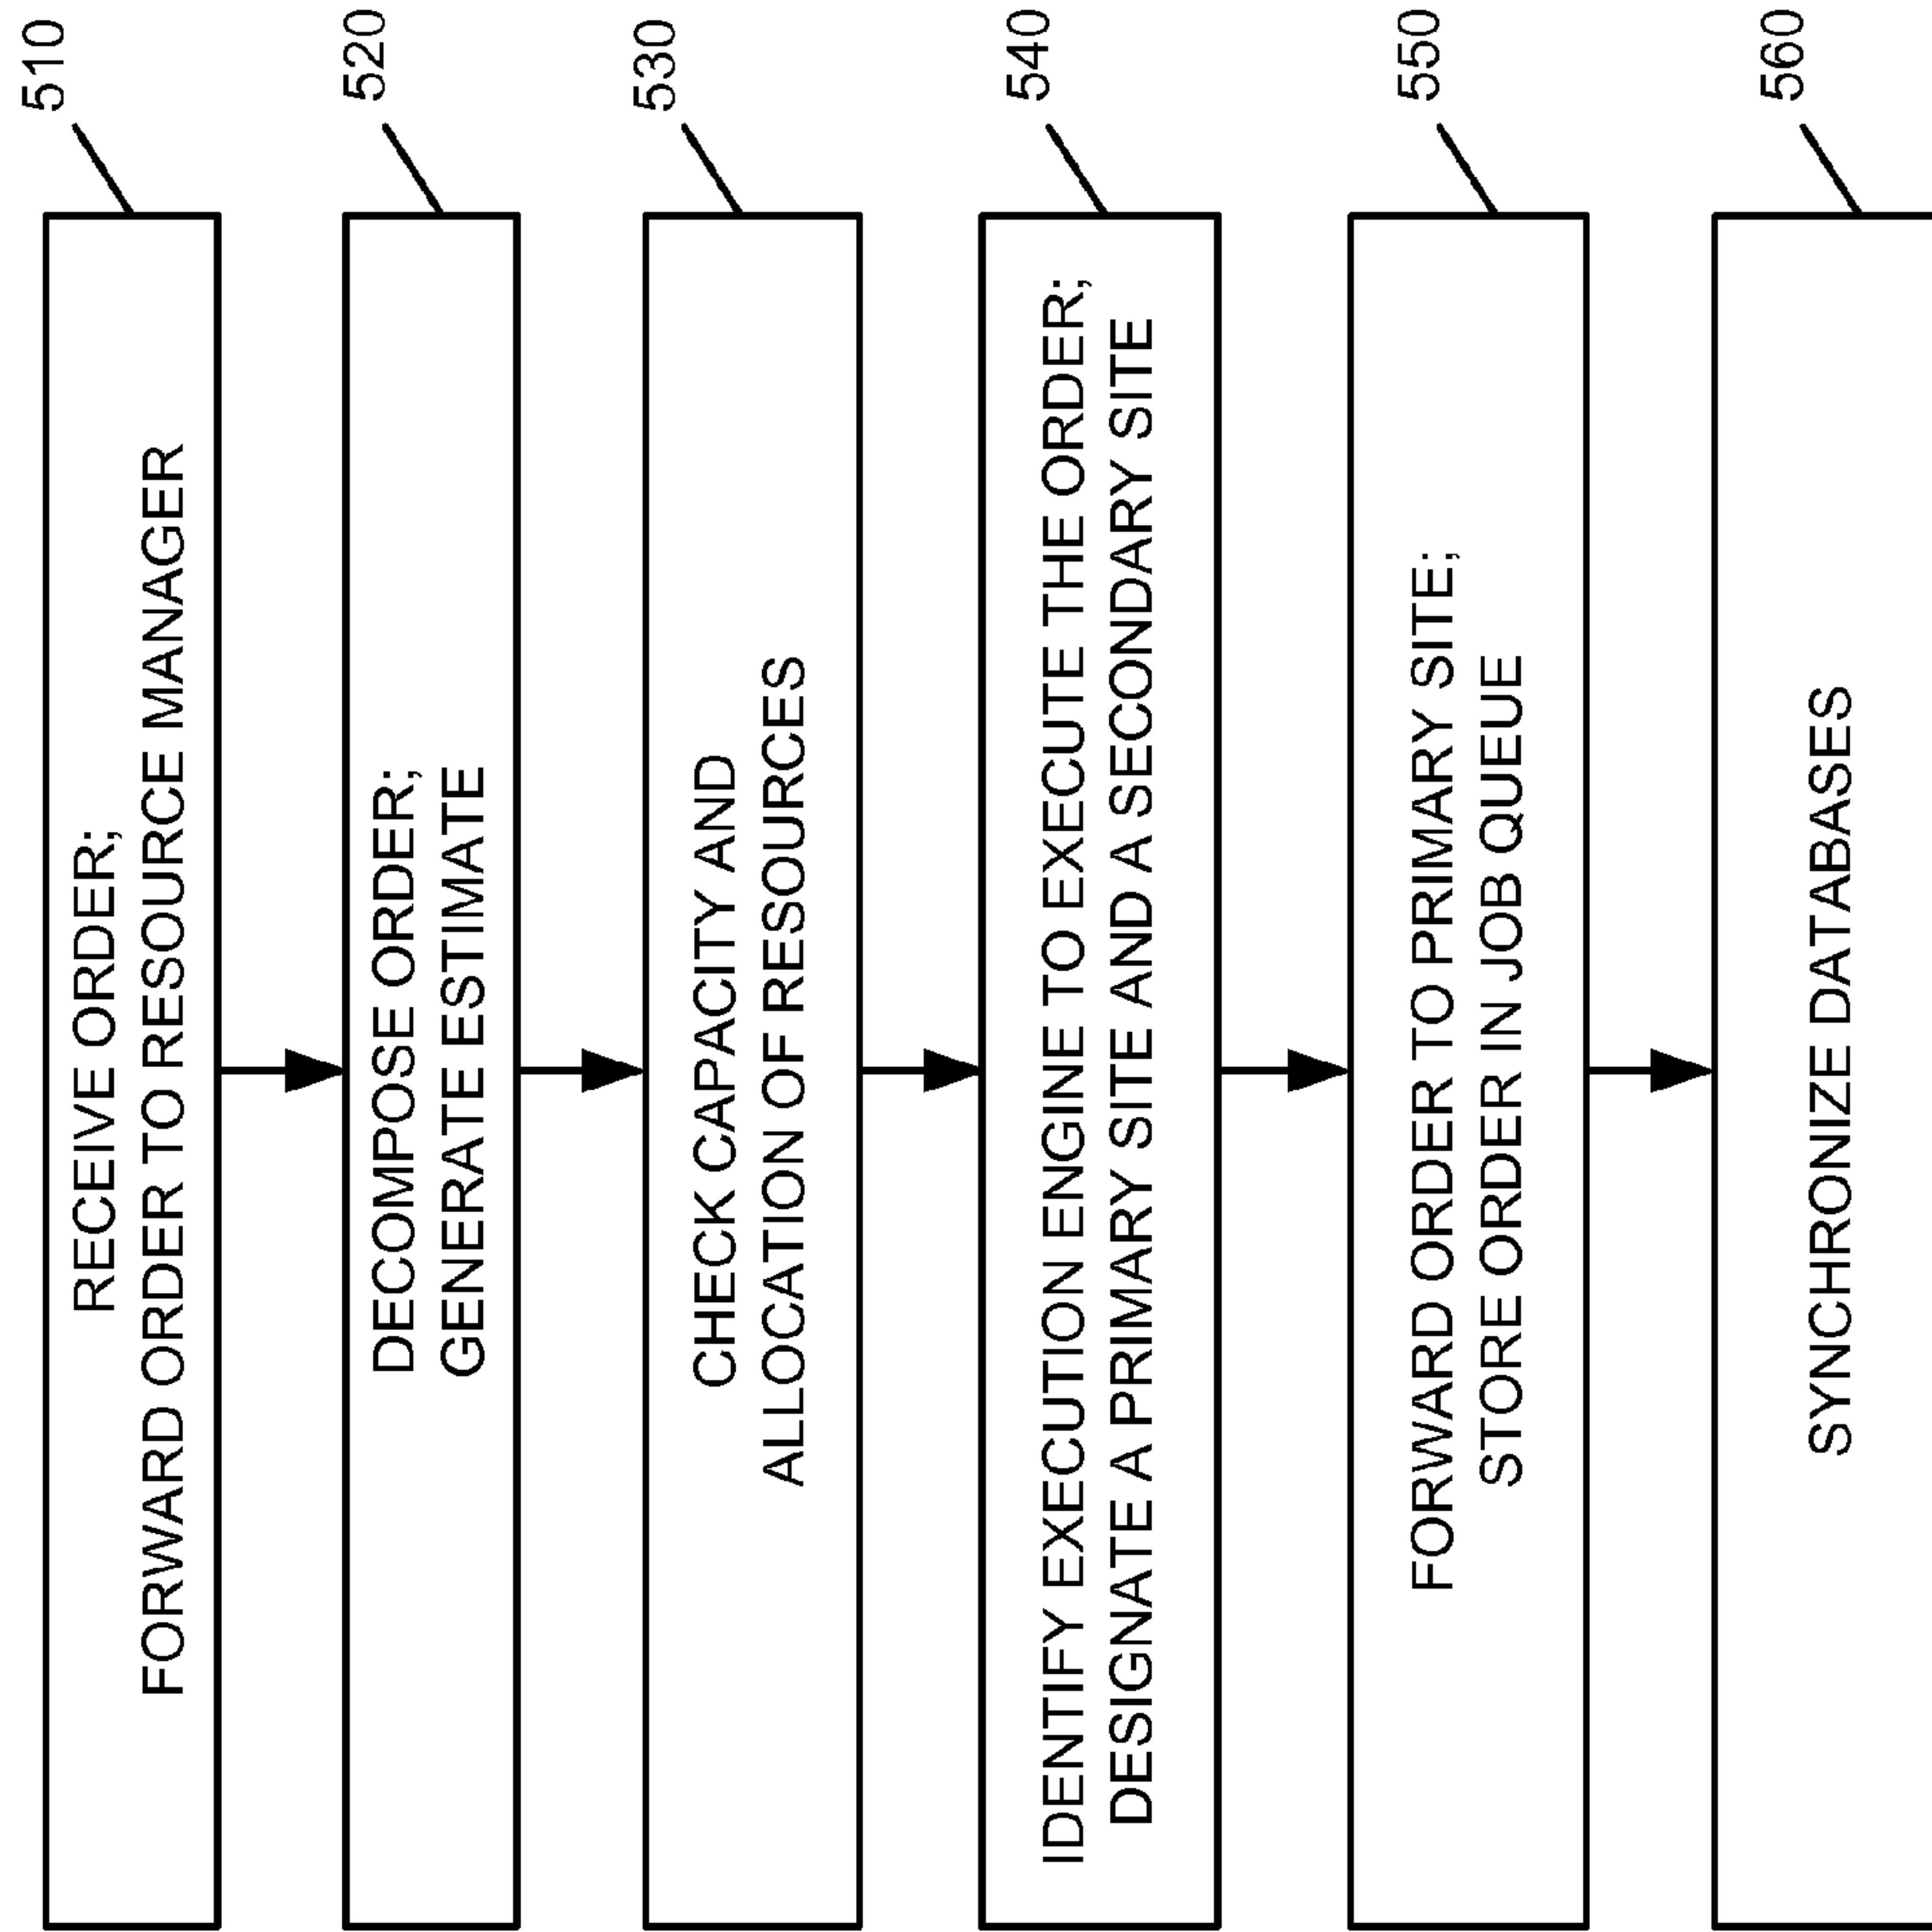 510
RECEIVE ORDER;
FORWARD ORDER TO RESOURCE MANAGER
520
DECOMPOSE ORDER;
GENERATE ESTIMATE
530
CHECK CAPACITY AND
ALLOCATION OF RESOURCES
540
IDENTIFY EXECUTION ENGINE TO EXECUTE THE ORDER;
DESIGNATE A PRIMARY SITE AND A SECONDARY SITE
550
FORWARD ORDER TO PRIMARY SITE;
STORE ORDER IN JOB QUEUE
560
SYNCHRONIZE DATABASES